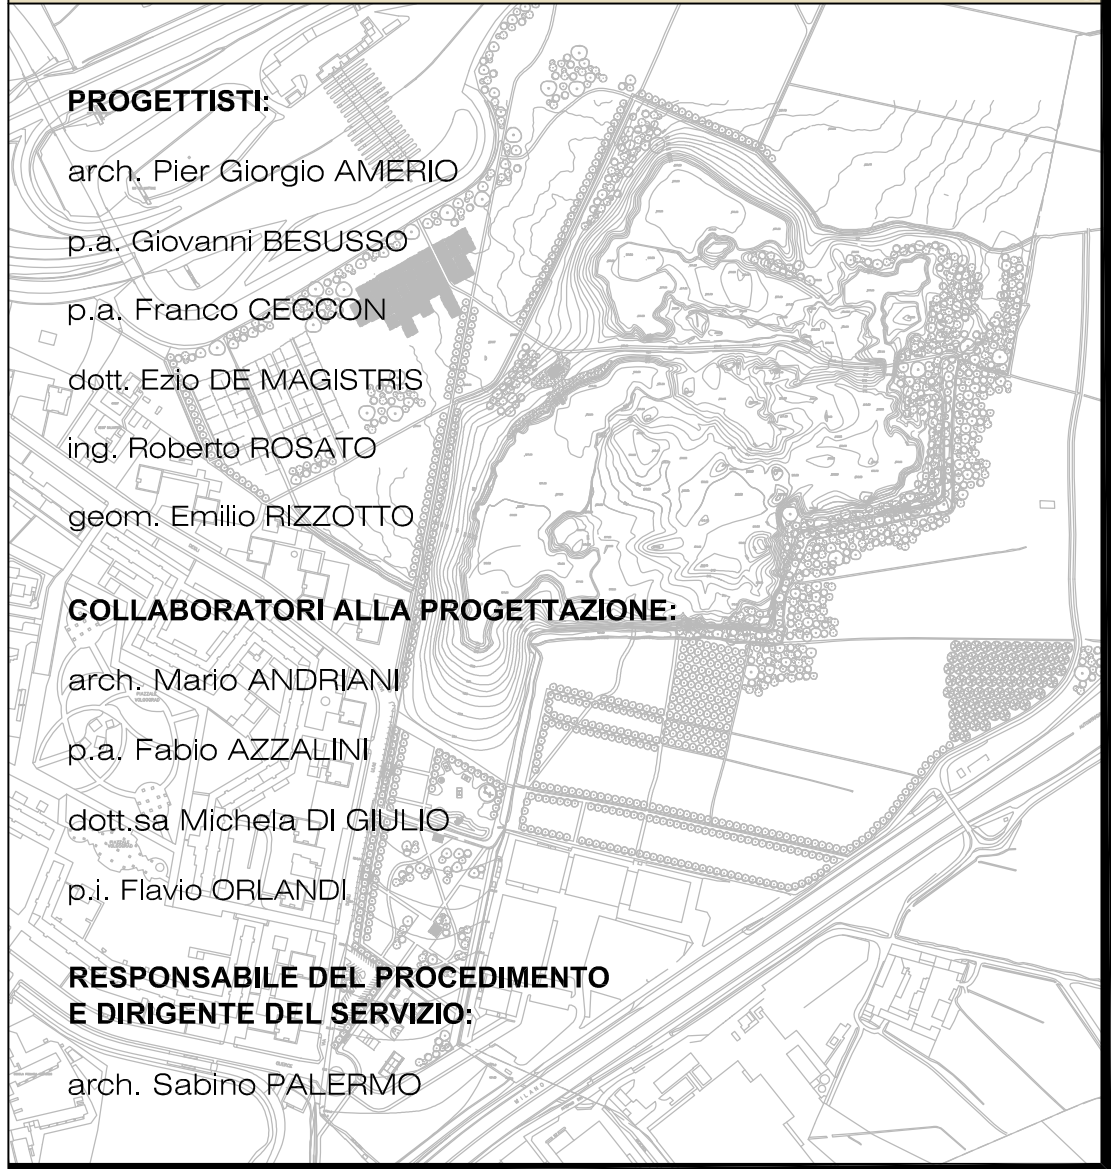 PROGETTISTI:
arch. Pier Giorgio AMERIO
p.a. Giovanni BESUSSO
p.a. Franco CECCON
dott. Ezio DE MAGISTRIS
ing. Roberto ROSATO
geom. Emilio RIZZOTTO
COLLABORATORI ALLA PROGETTAZIONE:
arch. Mario ANDRIANI
p.a. Fabio AZZALINI
dott.sa Michela DI GIULIO
p.i. Flavio ORLANDI
RESPONSABILE DEL PROCEDIMENTO
E DIRIGENTE DEL SERVIZIO:
arch. Sabino PALERMO
MILANO